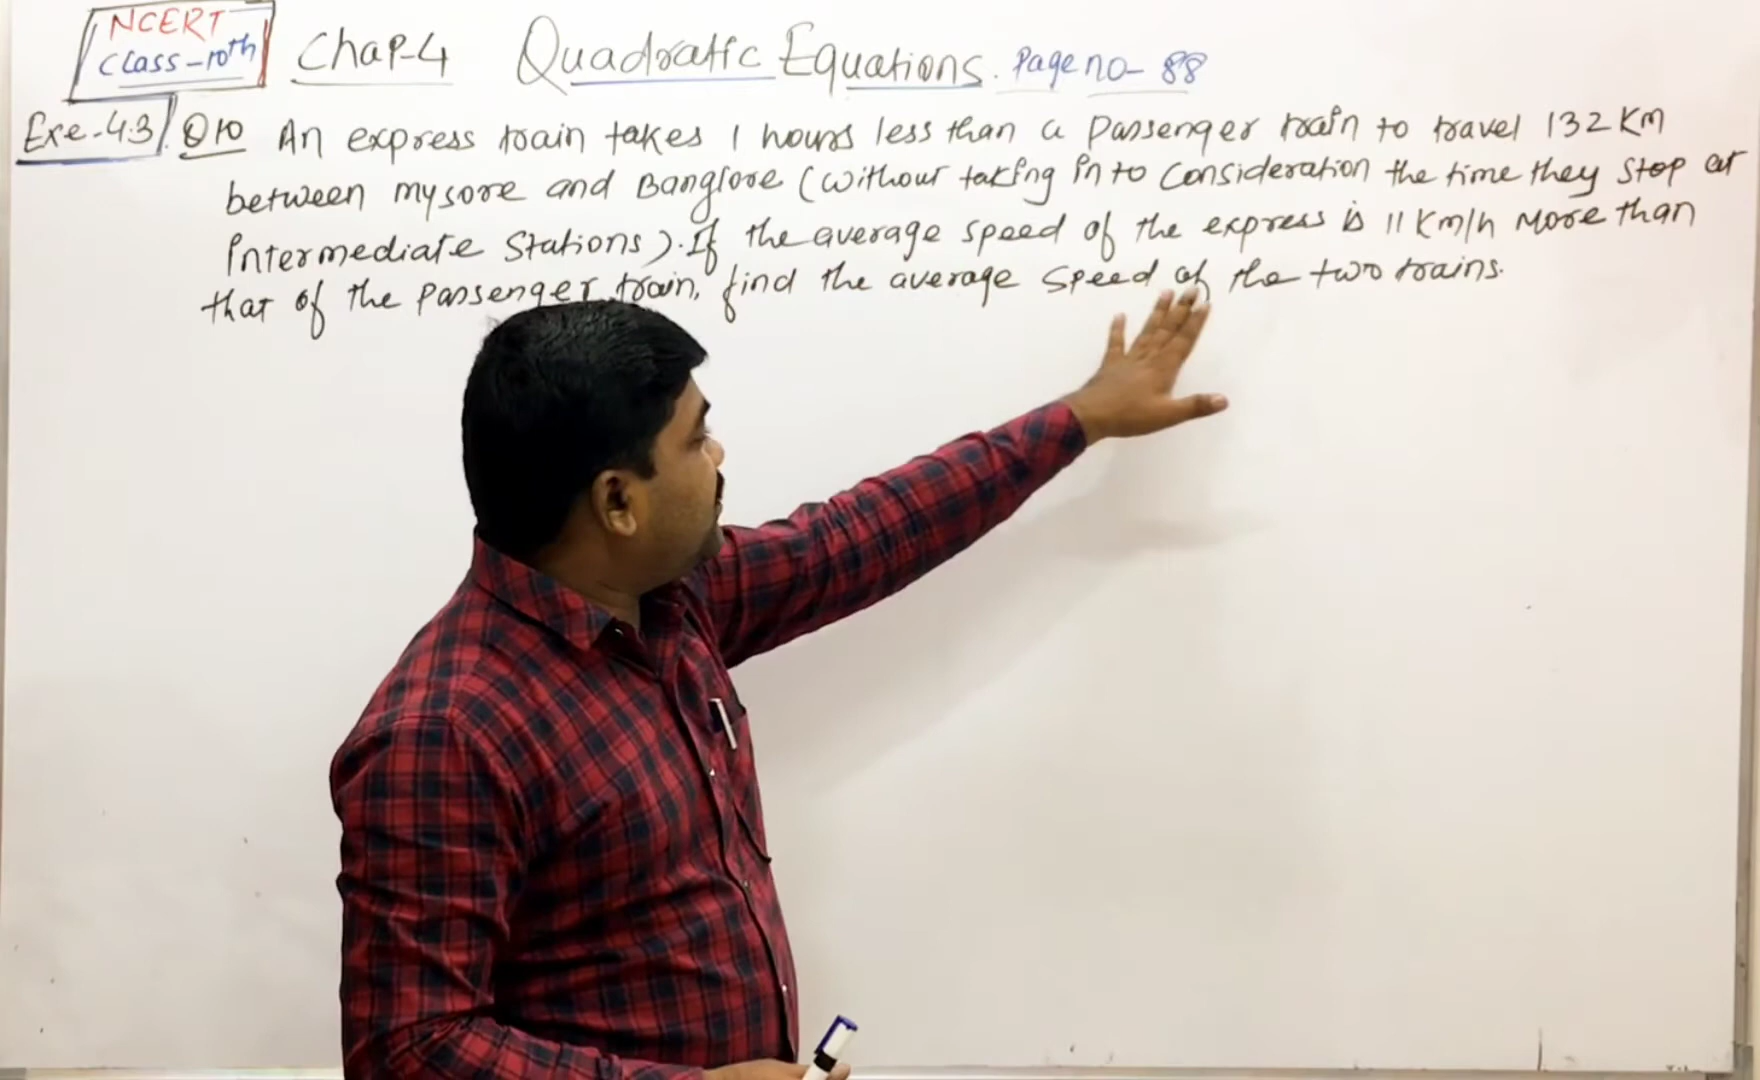 NCERT
Class-10th
Chap-4 Quadratic Equations. Page no- 88
Exe-4.3 Q10 An express train takes 1 hours less than a Passenger train to travel 132 Km
between mysore and Banglore (without taking in to Consideration the time they stop at
intermediate Stations). If the average speed of the express is 11 Km/h More than
that of the Passenger train, find the average speed of the two trains.